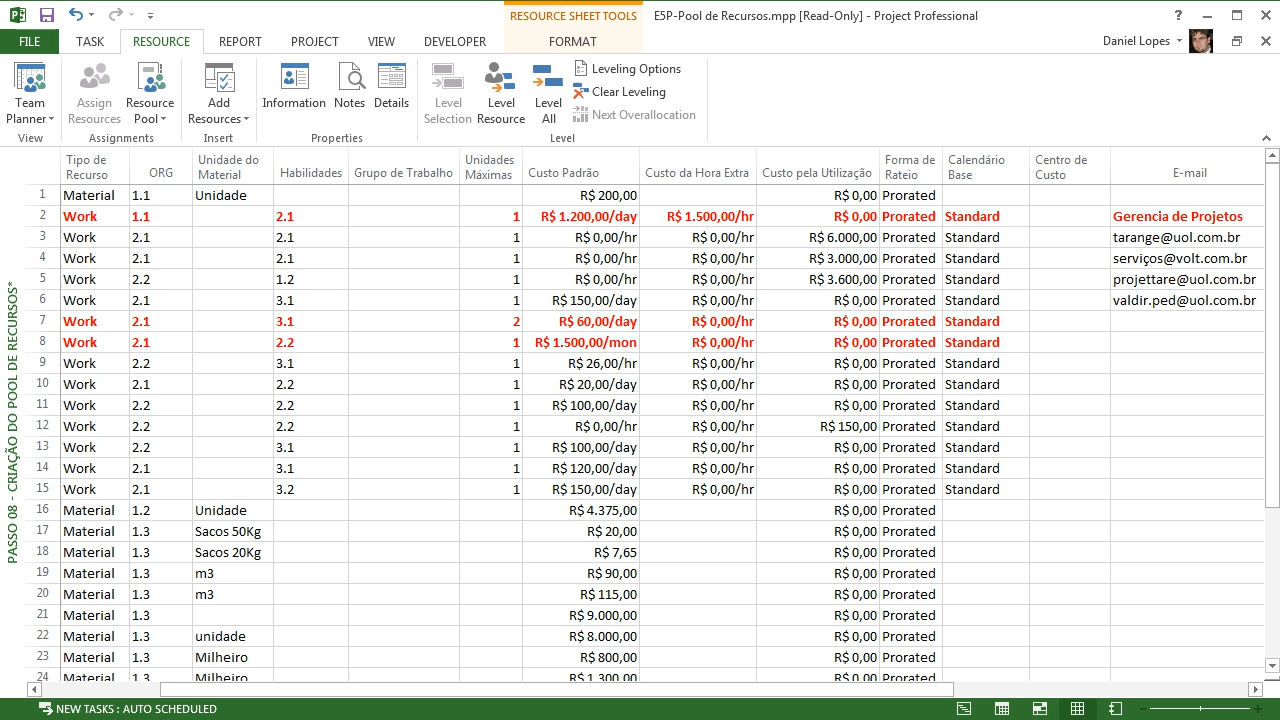 RESOURCE SHEET TOOLS
E5P-Pool de Recursos.mpp [Read-Only] - Project Professional
FILE TASK RESOURCE REPORT PROJECT VIEW DEVELOPER FORMAT Daniel Lopes
Team Planner
Assign Resources
Resource Pool
Add Resources
Information
Notes
Details
Level Selection
Level Resource
Level All
Leveling Options
Clear Leveling
Next Overallocation
View Assignments Insert Properties Level
Tipo de Recurso ORG Unidade do Material Habilidades Grupo de Trabalho Unidades Máximas Custo Padrão Custo da Hora Extra Custo pela Utilização Forma de Rateio Calendário Base Centro de Custo E-mail
1 Material 1.1 Unidade R$ 200,00 R$ 0,00 Prorated
2 Work 1.1 2.1 1 R$ 1.200,00/day R$ 1.500,00/hr R$ 0,00 Prorated Standard Gerencia de Projetos
3 Work 2.1 2.1 1 R$ 0,00/hr R$ 0,00/hr R$ 6.000,00 Prorated Standard tarange@uol.com.br
4 Work 2.1 2.1 1 R$ 0,00/hr R$ 0,00/hr R$ 3.000,00 Prorated Standard serviços@volt.com.br
5 Work 2.2 1.2 1 R$ 0,00/hr R$ 0,00/hr R$ 3.600,00 Prorated Standard projettare@uol.com.br
6 Work 2.1 3.1 1 R$ 150,00/day R$ 0,00/hr R$ 0,00 Prorated Standard valdir.ped@uol.com.br
7 Work 2.1 3.1 2 R$ 60,00/day R$ 0,00/hr R$ 0,00 Prorated Standard
8 Work 2.1 2.2 1 R$ 1.500,00/mon R$ 0,00/hr R$ 0,00 Prorated Standard
9 Work 2.2 3.1 1 R$ 26,00/hr R$ 0,00/hr R$ 0,00 Prorated Standard
10 Work 2.1 2.2 1 R$ 20,00/day R$ 0,00/hr R$ 0,00 Prorated Standard
11 Work 2.2 2.2 1 R$ 100,00/day R$ 0,00/hr R$ 0,00 Prorated Standard
12 Work 2.2 2.2 1 R$ 0,00/hr R$ 0,00/hr R$ 150,00 Prorated Standard
13 Work 2.2 3.1 1 R$ 100,00/day R$ 0,00/hr R$ 0,00 Prorated Standard
14 Work 2.1 3.1 1 R$ 120,00/day R$ 0,00/hr R$ 0,00 Prorated Standard
15 Work 2.1 3.2 1 R$ 150,00/day R$ 0,00/hr R$ 0,00 Prorated Standard
16 Material 1.2 Unidade R$ 4.375,00 R$ 0,00 Prorated
17 Material 1.3 Sacos 50Kg R$ 20,00 R$ 0,00 Prorated
18 Material 1.3 Sacos 20Kg R$ 7,65 R$ 0,00 Prorated
19 Material 1.3 m3 R$ 90,00 R$ 0,00 Prorated
20 Material 1.3 m3 R$ 115,00 R$ 0,00 Prorated
21 Material 1.3 R$ 9.000,00 R$ 0,00 Prorated
22 Material 1.3 unidade R$ 8.000,00 R$ 0,00 Prorated
23 Material 1.3 Milheiro R$ 800,00 R$ 0,00 Prorated
24 Material 1.3 Milheiro R$ 1.300,00 R$ 0,00 Prorated
PASSO 08 - CRIAÇÃO DO POOL DE RECURSOS*
NEW TASKS : AUTO SCHEDULED